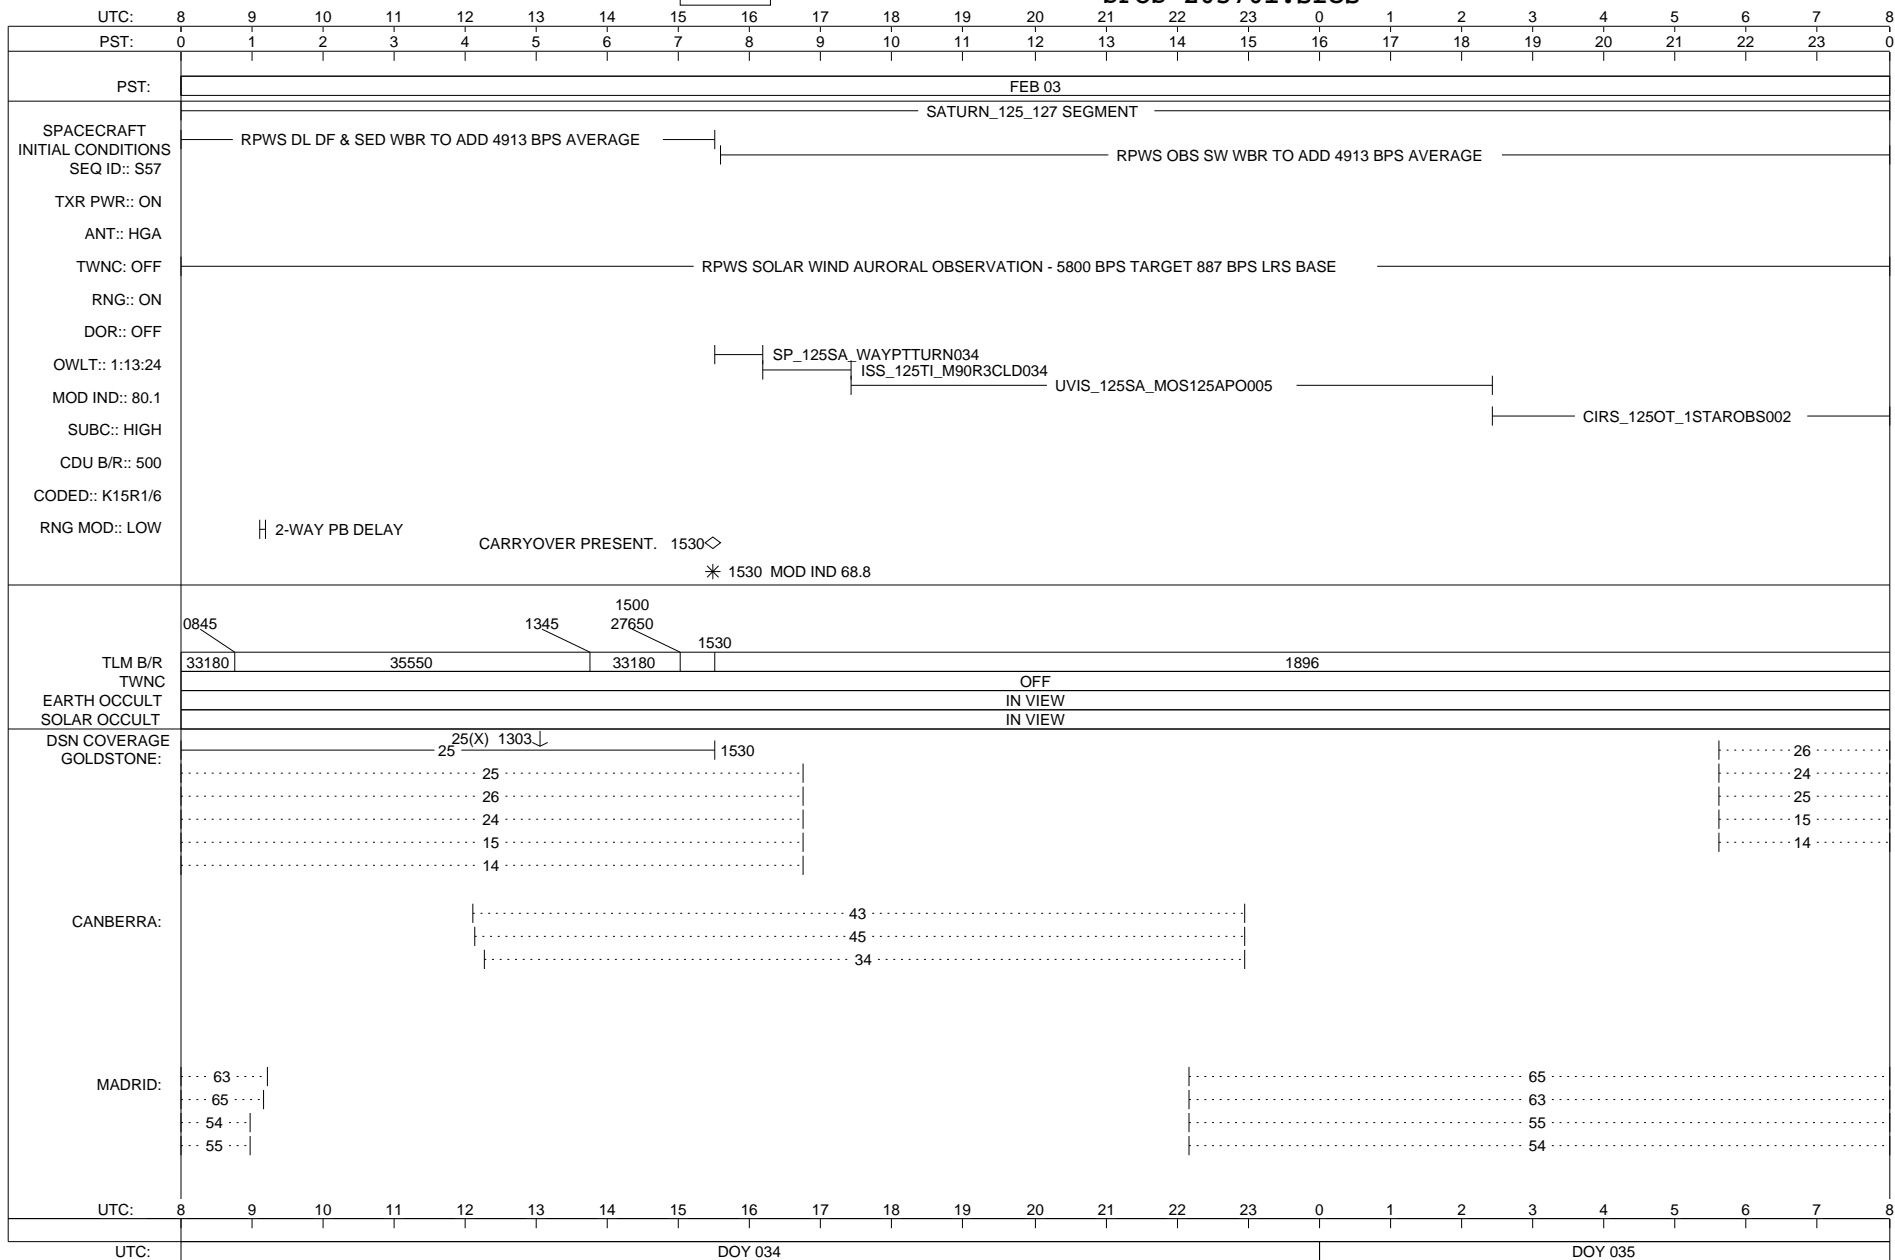 UTC: 8 9 10 11 12 13 14 15 16 17 18 19 20 21 22 23 0 1 2 3 4 5 6 7 8
PST: 0 1 2 3 4 5 6 7 8 9 10 11 12 13 14 15 16 17 18 19 20 21 22 23 0
PST: FEB 03
SATURN_125_127 SEGMENT
SPACECRAFT
INITIAL CONDITIONS
RPWS DL DF & SED WBR TO ADD 4913 BPS AVERAGE
RPWS OBS SW WBR TO ADD 4913 BPS AVERAGE
SEQ ID:: S57
TXR PWR:: ON
ANT:: HGA
TWNC: OFF
RPWS SOLAR WIND AURORAL OBSERVATION - 5800 BPS TARGET 887 BPS LRS BASE
RNG:: ON
DOR:: OFF
SP_125SA_WAYPTTURN034
OWLT:: 1:13:24
ISS_125TI_M90R3CLD034
UVIS_125SA_MOS125APO005
MOD IND:: 80.1
CIRS_125OT_1STAROBS002
SUBC:: HIGH
CDU B/R:: 500
CODED:: K15R1/6
RNG MOD:: LOW
2-WAY PB DELAY
CARRYOVER PRESENT. 1530
1530 MOD IND 68.8
1500
0845 1345 27650
1530
TLM B/R 33180 35550 33180 1896
TWNC OFF
EARTH OCCULT IN VIEW
SOLAR OCCULT IN VIEW
DSN COVERAGE
25(X) 1303
GOLDSTONE: 25 1530 26
25 24
26 25
24 15
15 14
14
CANBERRA: 43
45
34
MADRID: 63 65
65 63
54 55
55 54
UTC: 8 9 10 11 12 13 14 15 16 17 18 19 20 21 22 23 0 1 2 3 4 5 6 7 8
UTC: DOY 034 DOY 035